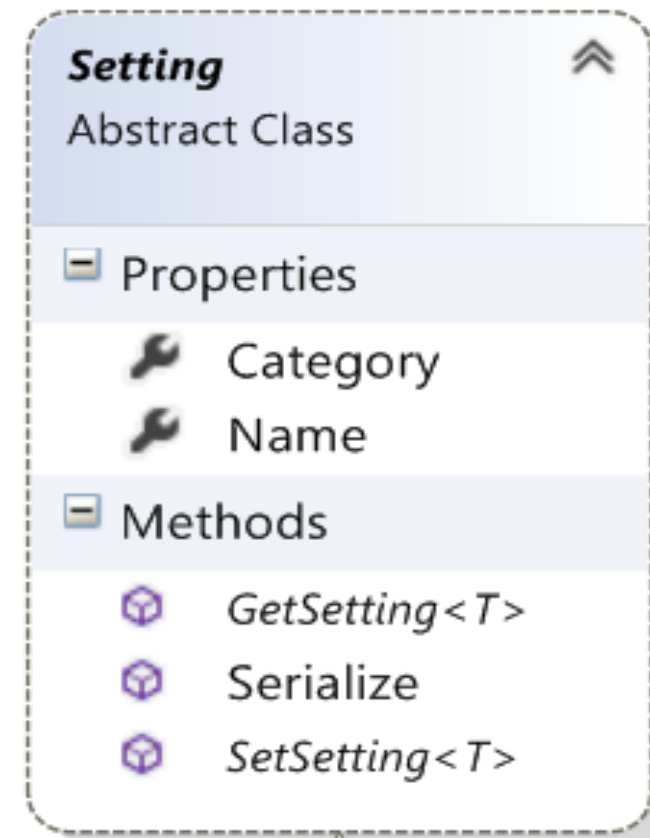 Setting
Abstract Class
Properties
Category
Name
Methods
GetSetting<T>
Serialize
SetSetting<T>